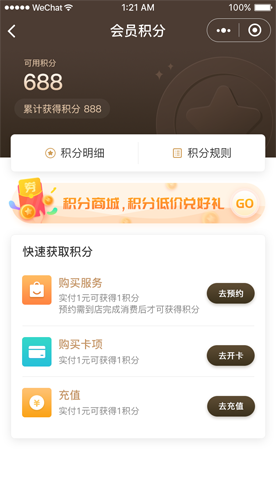 WeChat
1:21 AM
100%
会员积分
可用积分
688
累计获得积分 888
积分明细
积分规则
券
积分商城，积分低价兑好礼
GO
快速获取积分
购买服务
实付1元可获得1积分
预约需到店完成消费后才可获得积分
去预约
购买卡项
实付1元可获得1积分
去开卡
充值
实付1元可获得1积分
去充值